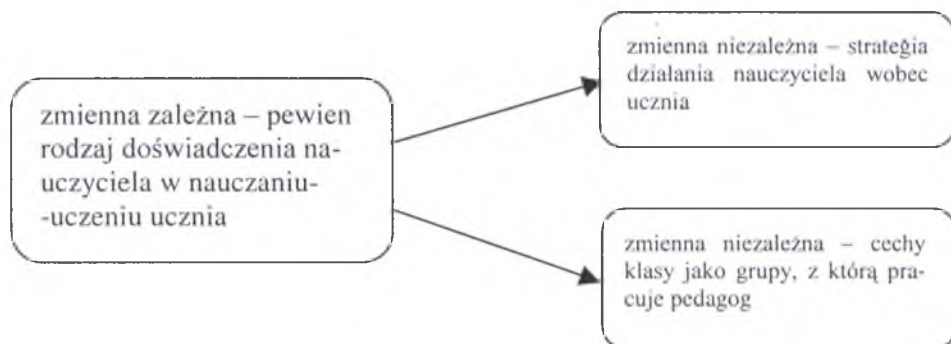 zmienna zależna – pewien
rodzaj doświadczenia na-
uczyciela w nauczaniu-
-uczeniu ucznia
zmienna niezależna – strategia
działania nauczyciela wobec
ucznia
zmienna niezależna – cechy
klasy jako grupy, z którą pra-
cuje pedagog